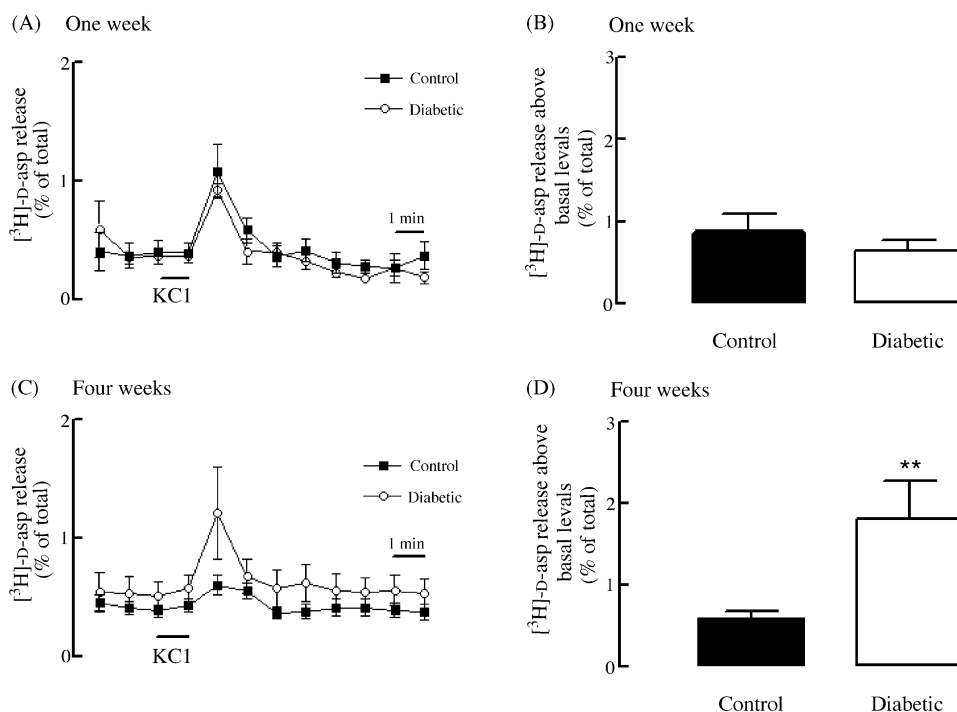 (A) One week
[³H]-D-asp release
(% of total)
2
1
0
Control
Diabetic
1 min
KC1
(B) One week
[³H]-D-asp release above
basal levals
(% of total)
3
2
1
0
Control
Diabetic
(C) Four weeks
[³H]-D-asp release
(% of total)
2
1
0
Control
Diabetic
1 min
KC1
(D) Four weeks
[³H]-D-asp release above
basal levals
(% of total)
3
2
1
0
**
Control
Diabetic